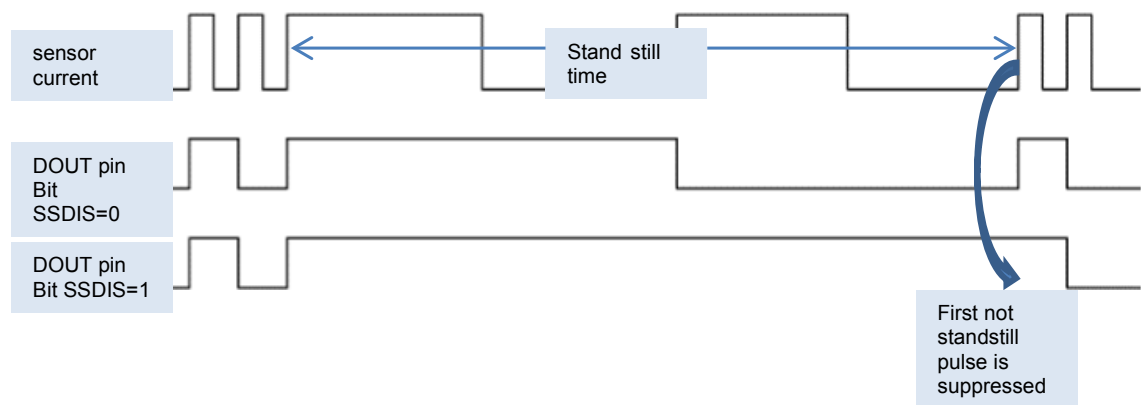 sensor
current
Stand still
time
DOUT pin
Bit
SSDIS=0
DOUT pin
Bit SSDIS=1
First not
standstill
pulse is
suppressed